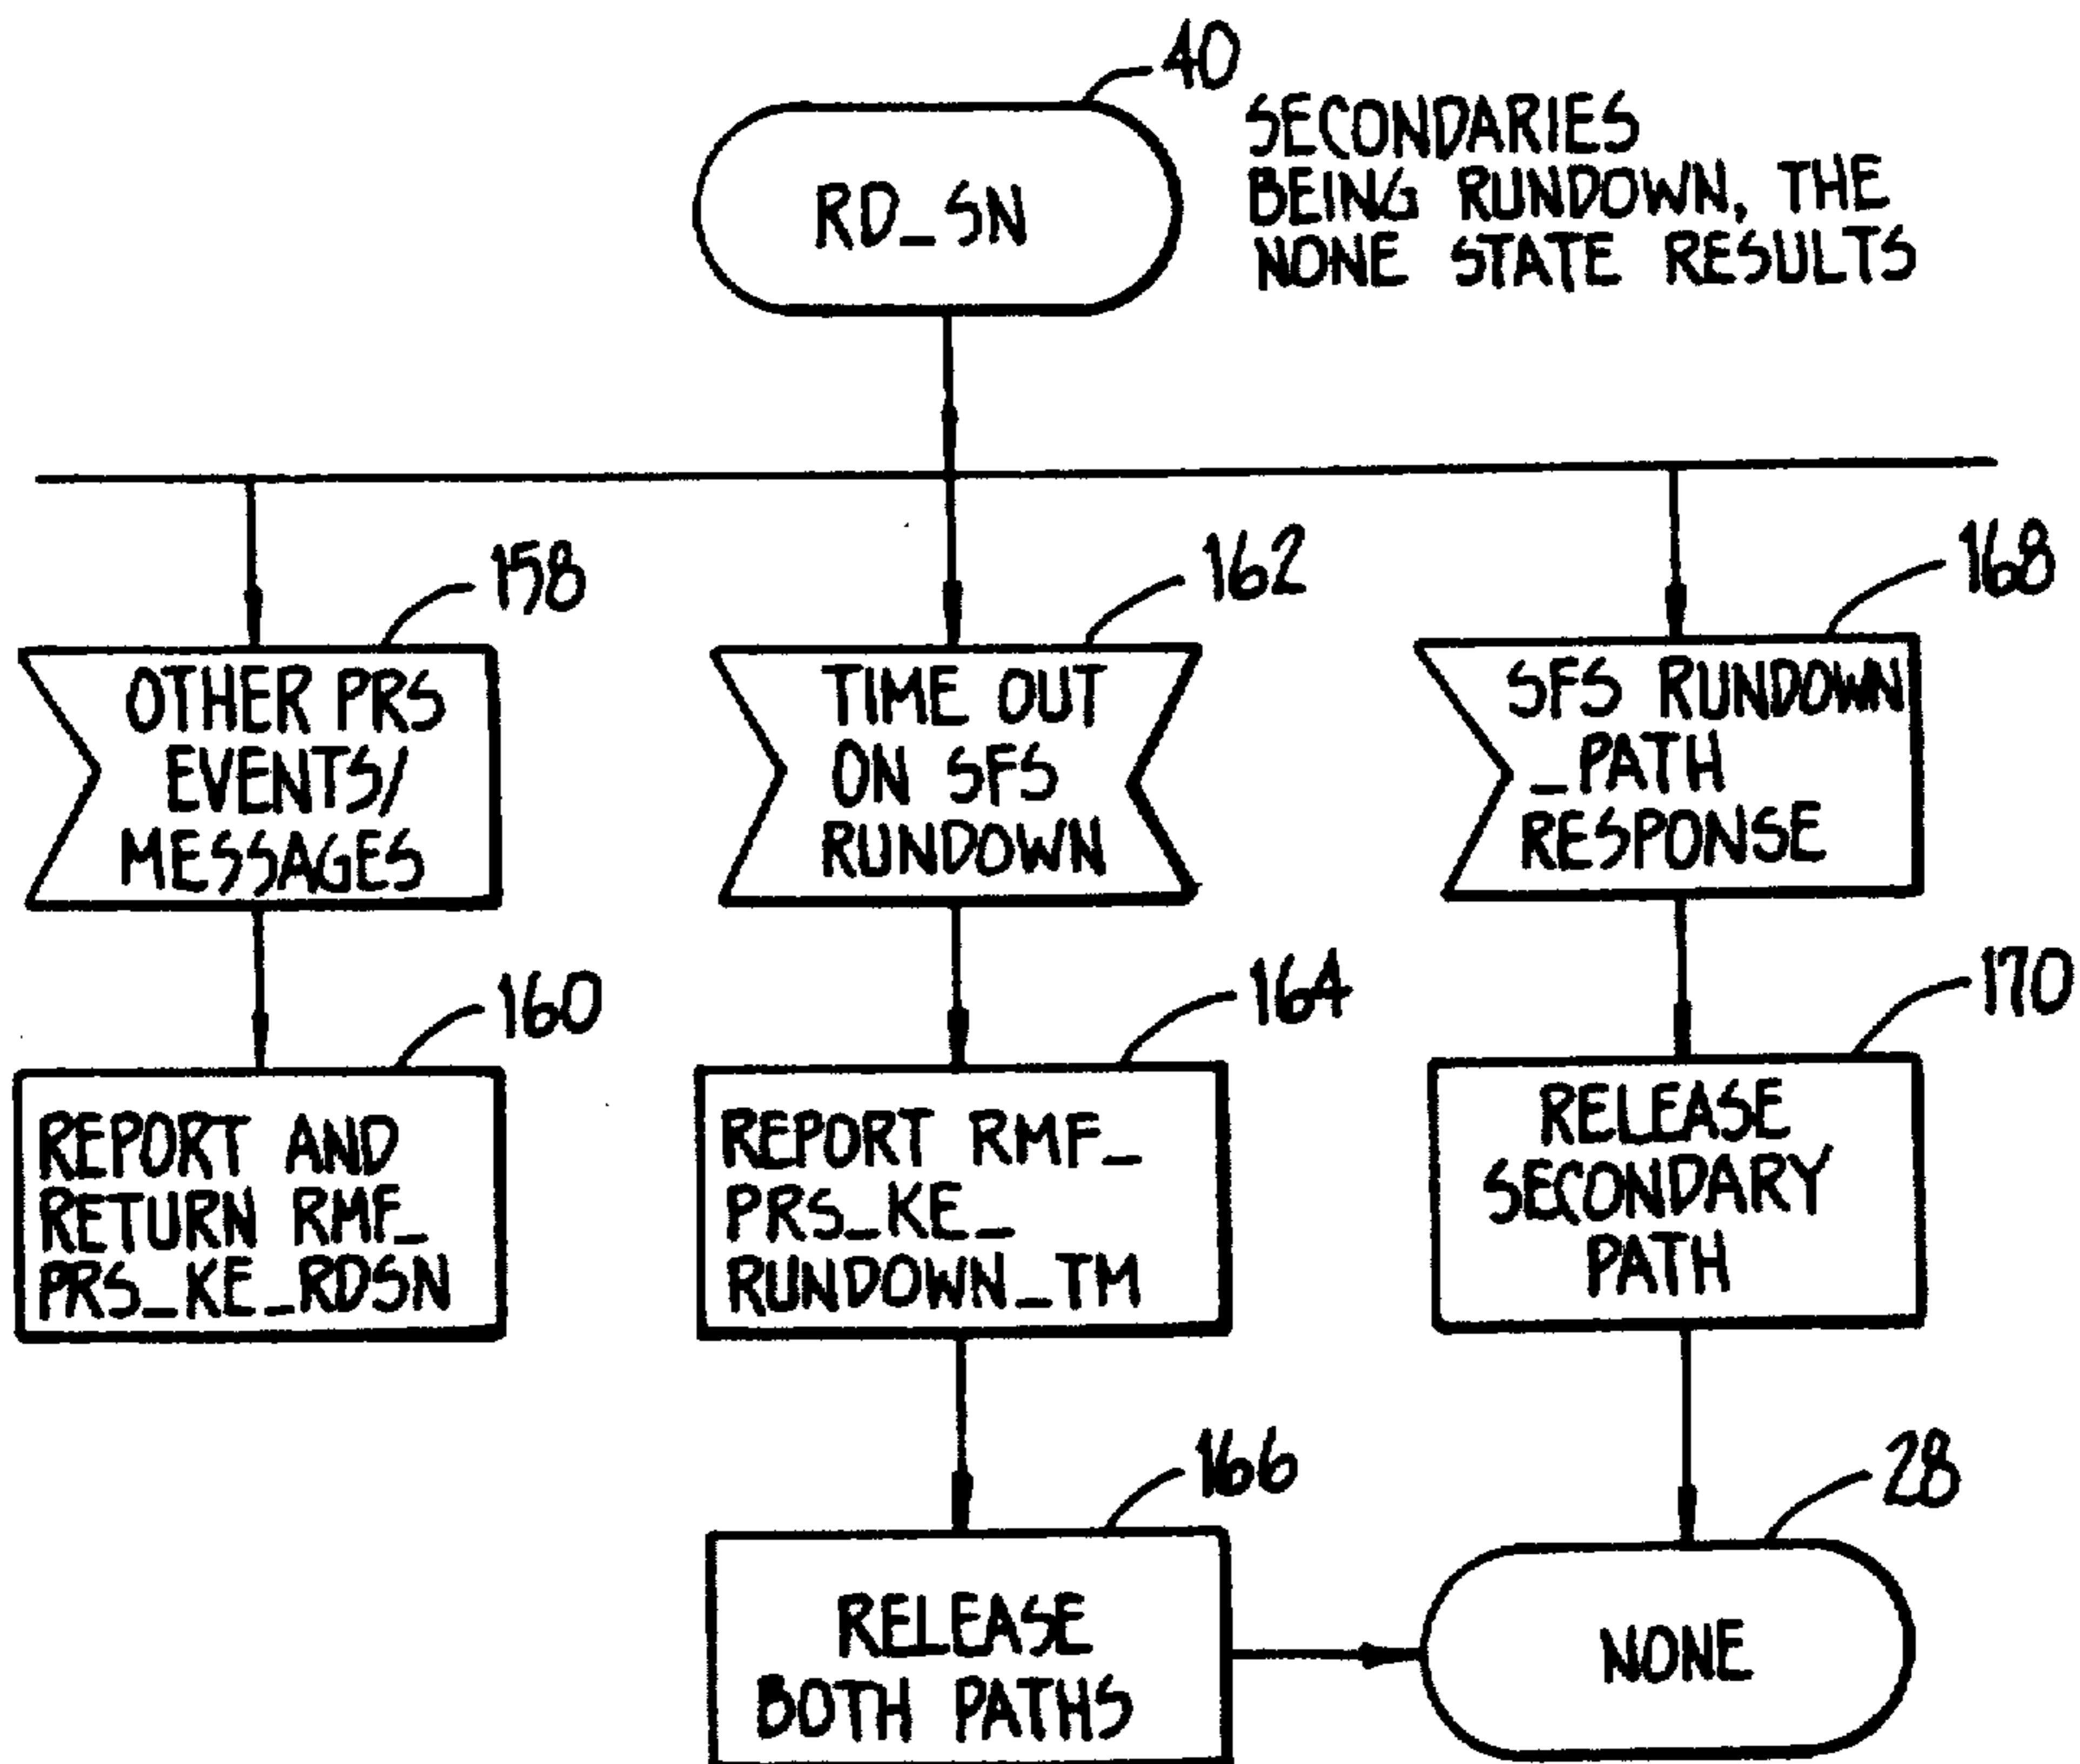 40
RD_SN
SECONDARIES
BEING RUNDOWN, THE
NONE STATE RESULTS
158
OTHER PRS
EVENTS/
MESSAGES
162
TIME OUT
ON SFS
RUNDOWN
168
SFS RUNDOWN
_PATH
RESPONSE
160
REPORT AND
RETURN RMF_
PRS_KE_RDSN
164
REPORT RMF_
PRS_KE_
RUNDOWN_TM
170
RELEASE
SECONDARY
PATH
166
RELEASE
BOTH PATHS
28
NONE